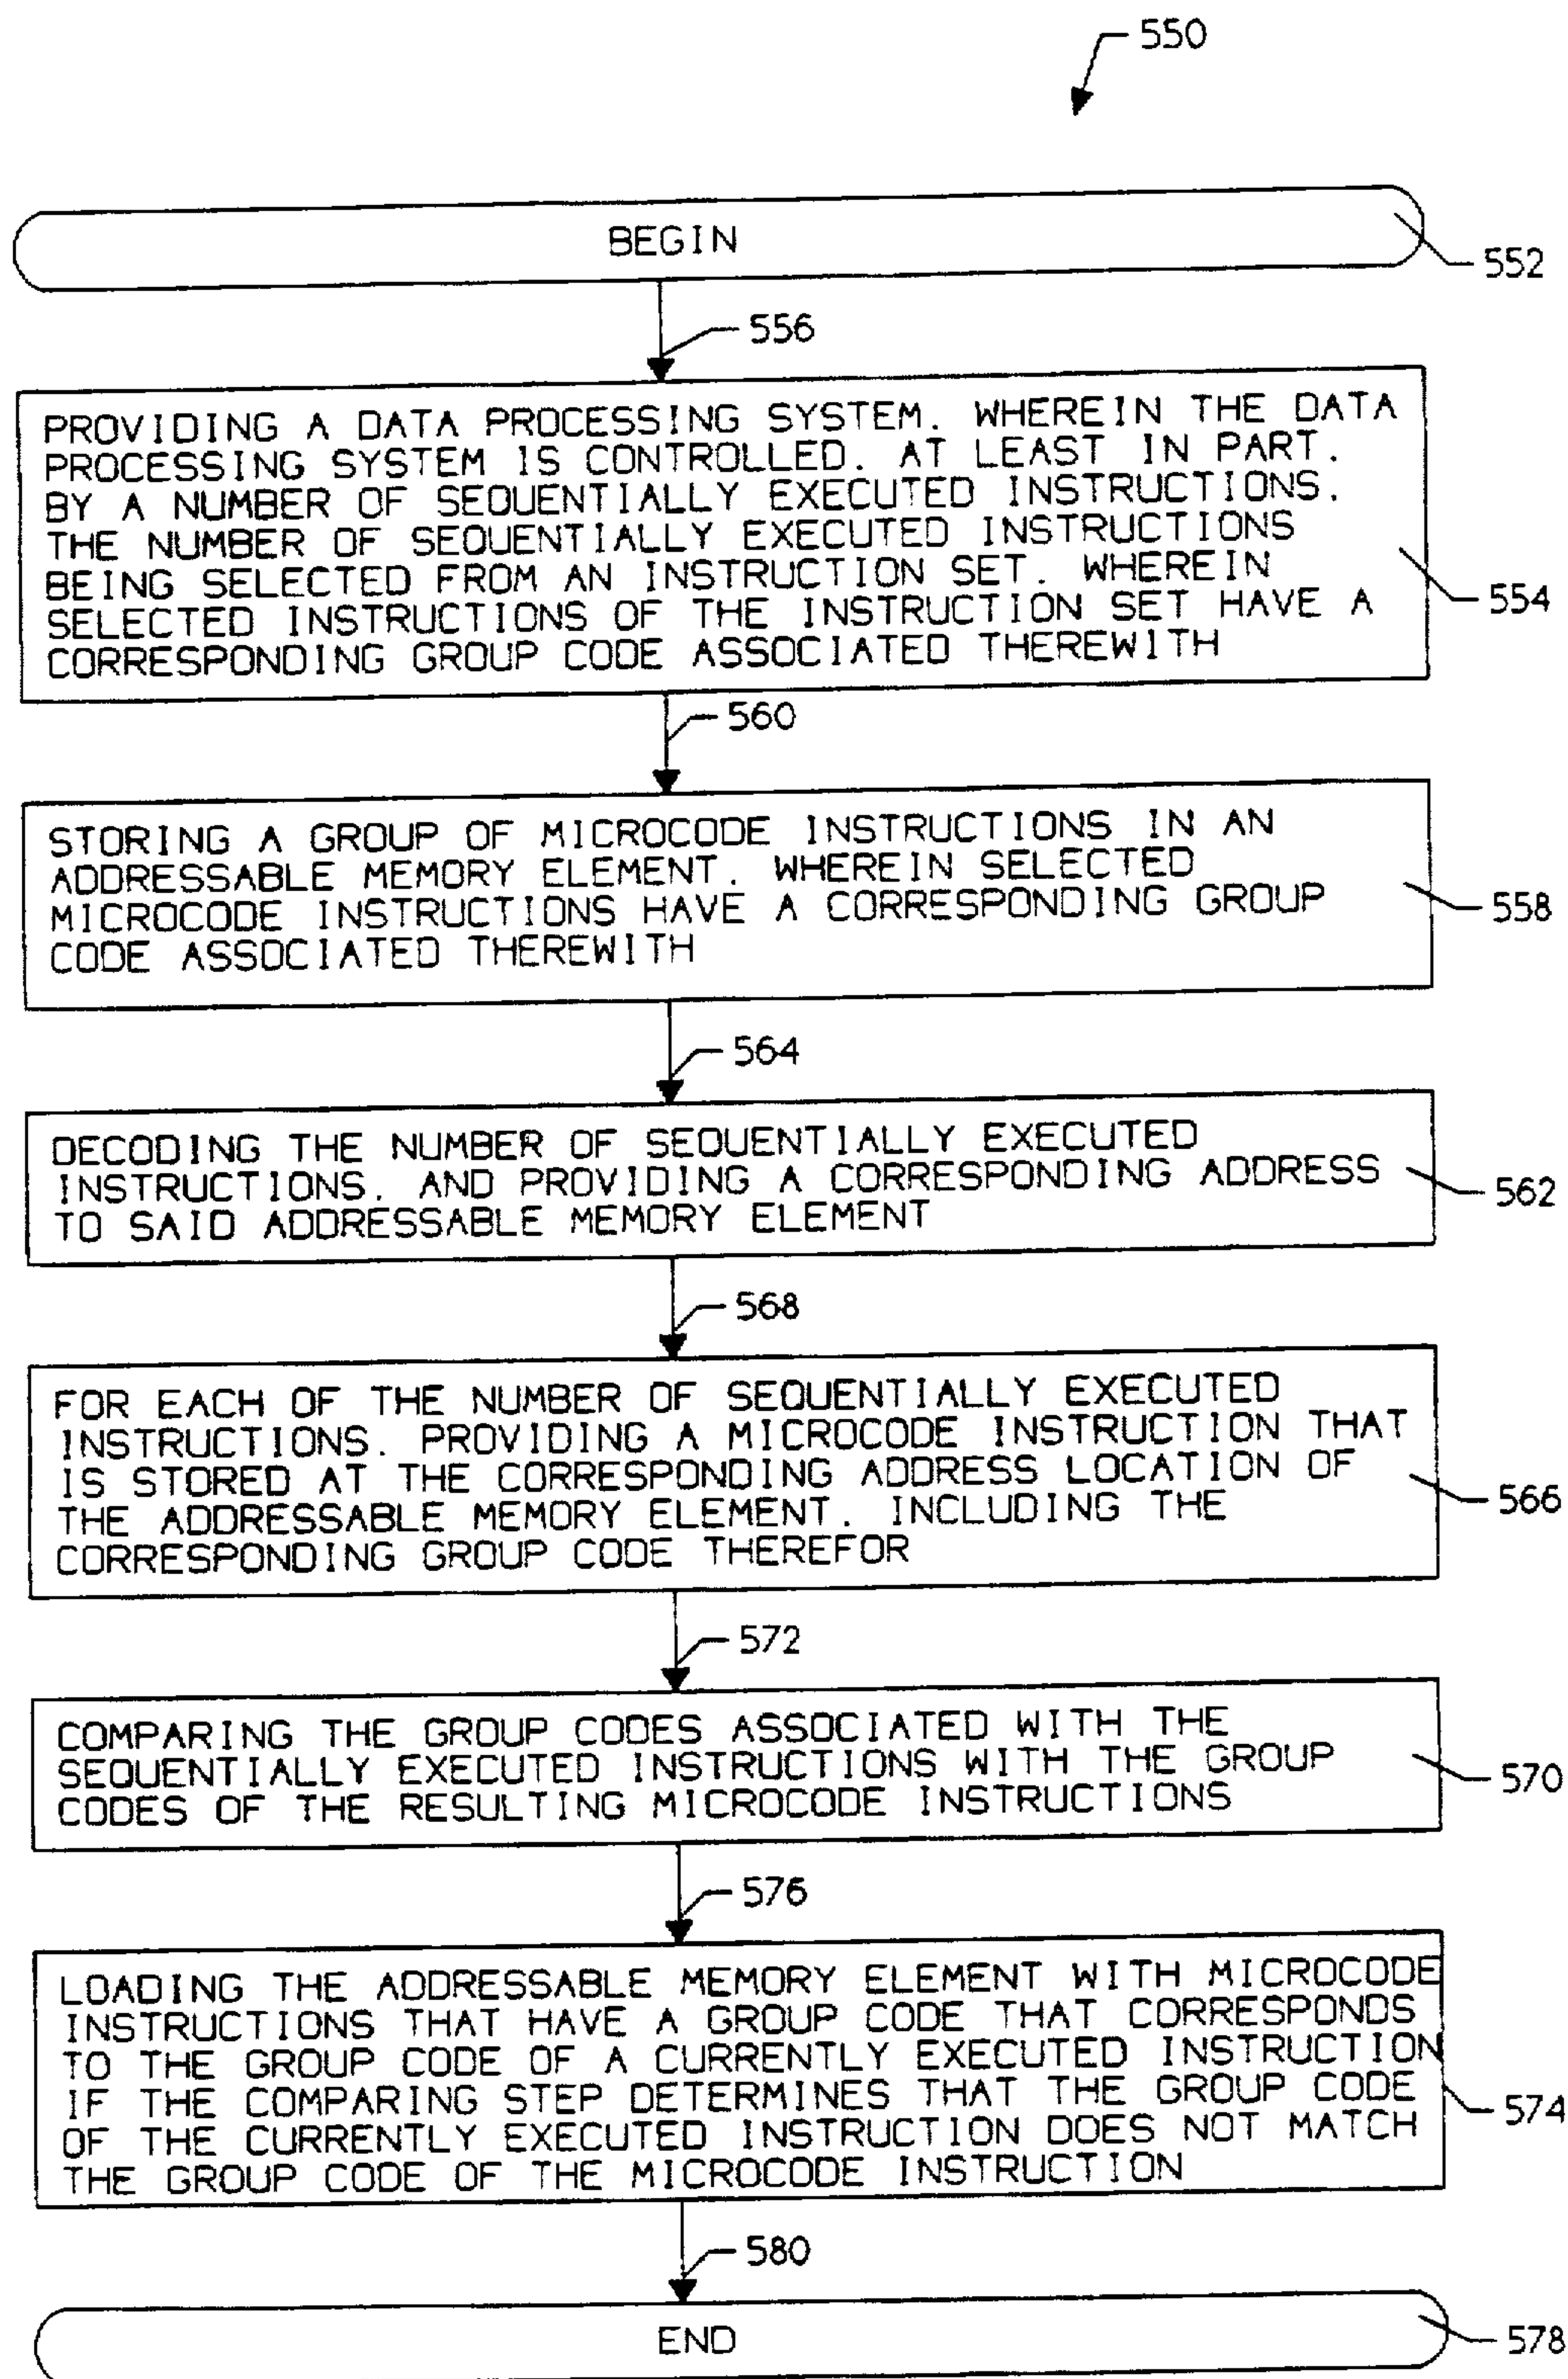 550
BEGIN
552
556
PROVIDING A DATA PROCESSING SYSTEM. WHEREIN THE DATA
PROCESSING SYSTEM IS CONTROLLED. AT LEAST IN PART.
BY A NUMBER OF SEQUENTIALLY EXECUTED INSTRUCTIONS.
THE NUMBER OF SEQUENTIALLY EXECUTED INSTRUCTIONS
BEING SELECTED FROM AN INSTRUCTION SET. WHEREIN
SELECTED INSTRUCTIONS OF THE INSTRUCTION SET HAVE A
CORRESPONDING GROUP CODE ASSOCIATED THEREWITH
554
560
STORING A GROUP OF MICROCODE INSTRUCTIONS IN AN
ADDRESSABLE MEMORY ELEMENT. WHEREIN SELECTED
MICROCODE INSTRUCTIONS HAVE A CORRESPONDING GROUP
CODE ASSOCIATED THEREWITH
558
564
DECODING THE NUMBER OF SEQUENTIALLY EXECUTED
INSTRUCTIONS. AND PROVIDING A CORRESPONDING ADDRESS
TO SAID ADDRESSABLE MEMORY ELEMENT
562
568
FOR EACH OF THE NUMBER OF SEQUENTIALLY EXECUTED
INSTRUCTIONS. PROVIDING A MICROCODE INSTRUCTION THAT
IS STORED AT THE CORRESPONDING ADDRESS LOCATION OF
THE ADDRESSABLE MEMORY ELEMENT. INCLUDING THE
CORRESPONDING GROUP CODE THEREFOR
566
572
COMPARING THE GROUP CODES ASSOCIATED WITH THE
SEQUENTIALLY EXECUTED INSTRUCTIONS WITH THE GROUP
CODES OF THE RESULTING MICROCODE INSTRUCTIONS
570
576
LOADING THE ADDRESSABLE MEMORY ELEMENT WITH MICROCODE
INSTRUCTIONS THAT HAVE A GROUP CODE THAT CORRESPONDS
TO THE GROUP CODE OF A CURRENTLY EXECUTED INSTRUCTION
IF THE COMPARING STEP DETERMINES THAT THE GROUP CODE
OF THE CURRENTLY EXECUTED INSTRUCTION DOES NOT MATCH
THE GROUP CODE OF THE MICROCODE INSTRUCTION
574
580
END
578